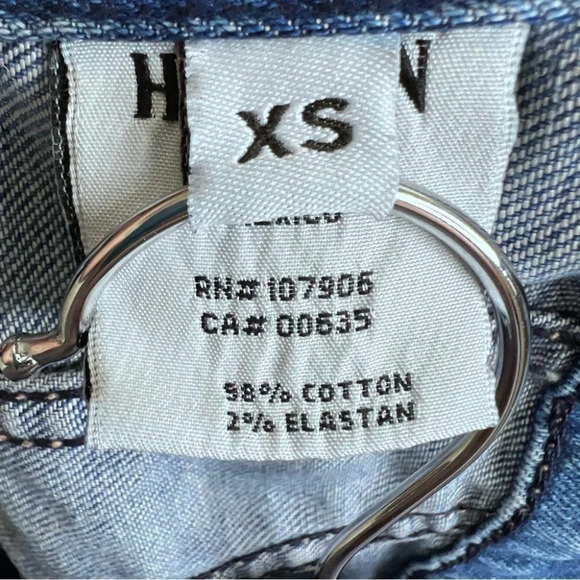 XS
RN# 107906
CA# 00635
98% COTTON
2% ELASTAN